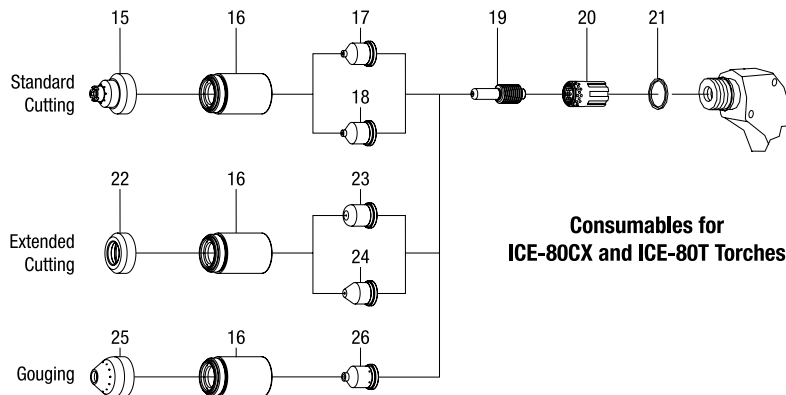 15 16 17 19 20 21
Standard
Cutting
18
22 16 23
Extended
Cutting
24
Consumables for
ICE-80CX and ICE-80T Torches
25 16 26
Gouging